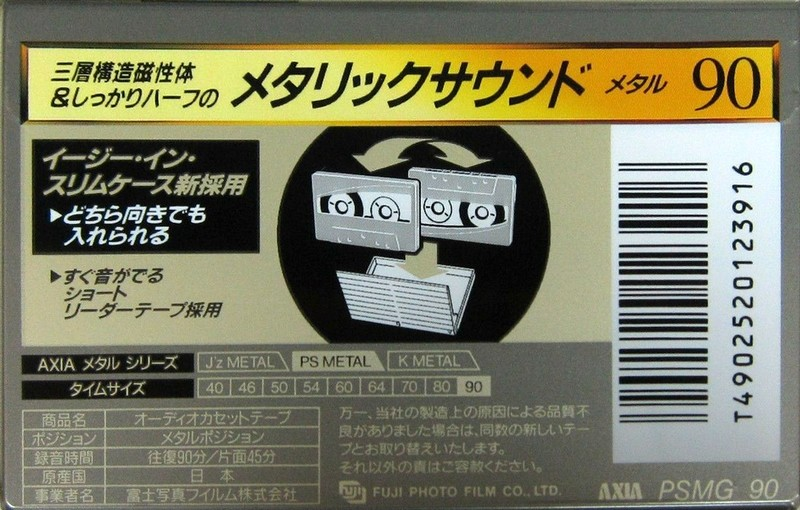 三層構造磁性体
&しっかりハーフの
メタリックサウンド メタル 90
イージー・イン・
スリムケース新採用
▶どちら向きでも
入れられる
▶すぐ音がでる
ショート
リーダーテープ採用
T4902520123916
AXIA メタル シリーズ J'z METAL PS METAL K METAL
タイムサイズ 40 46 50 54 60 64 70 80 90
商品名 オーディオカセットテープ
ポジション メタルポジション
録音時間 往復90分/片面45分
原産国 日本
事業者名 富士写真フイルム株式会社
万一、当社の製造上の原因による品質不
良がありました場合は、同数の新しいテー
プとお取り替えいたします。
それ以外の責はご容赦ください。
FUJI FUJI PHOTO FILM CO., LTD.
AXIA PSMG 90